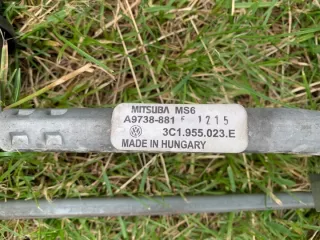 MITSUBA MS6
A9738-881 1215
3C1.955.023.E
MADE IN HUNGARY